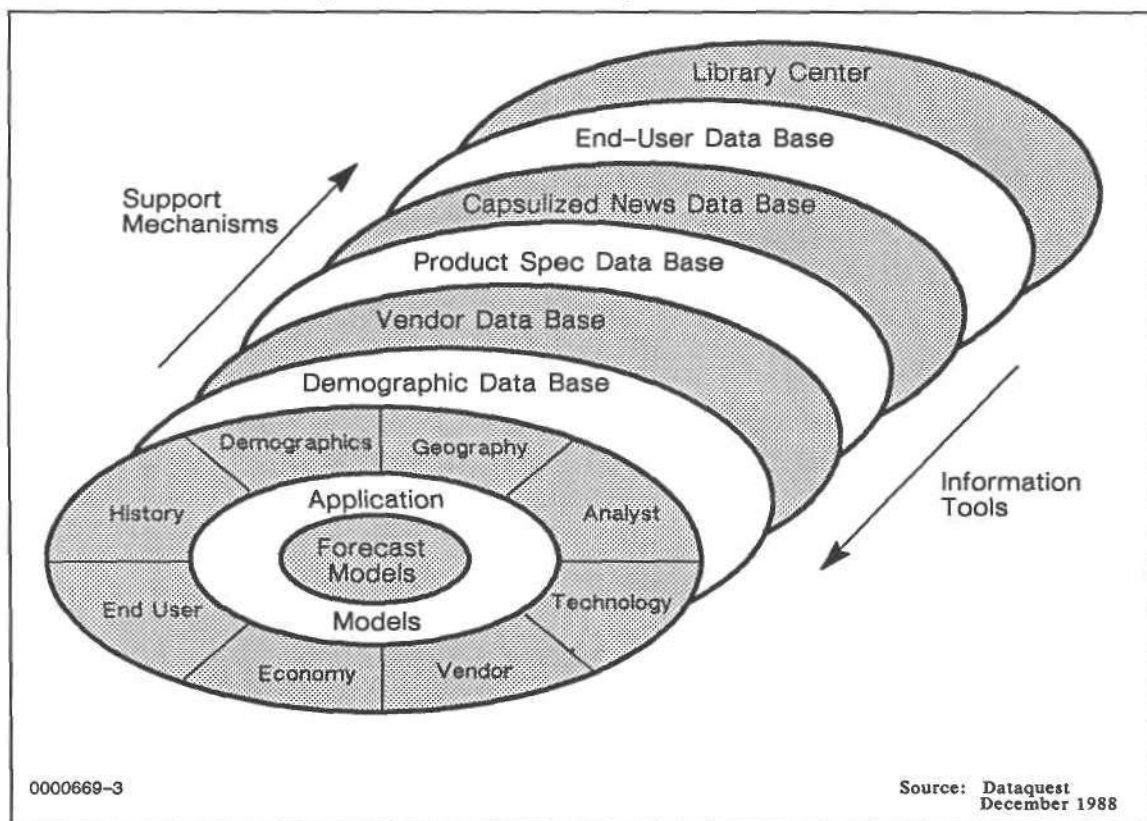 Library Center
End-User Data Base
Support
Mechanisms
Capsulized News Data Base
Product Spec Data Base
Vendor Data Base
Demographic Data Base
Demographics
Geography
History
Application
Analyst
Information
Tools
Forecast
Models
End User
Technology
Models
Economy
Vendor
0000669-3
Source: Dataquest
December 1988